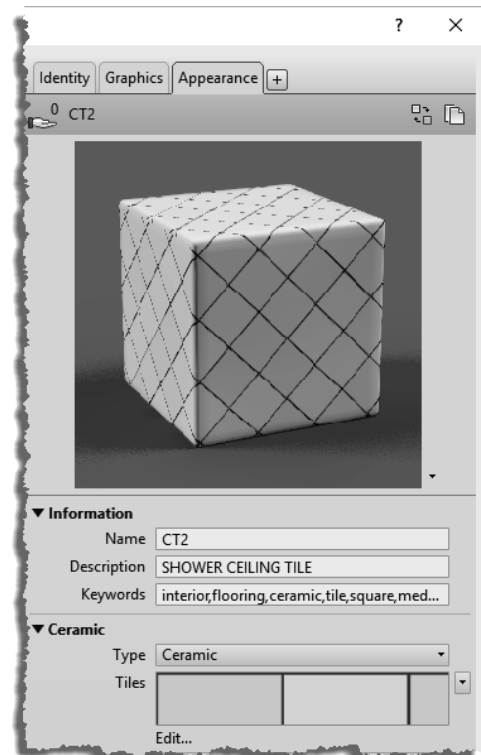 ? ×
Identity Graphics Appearance +
0 CT2
▼ Information
Name CT2
Description SHOWER CEILING TILE
Keywords interior,flooring,ceramic,tile,square,med...
▼ Ceramic
Type Ceramic
Tiles
Edit...